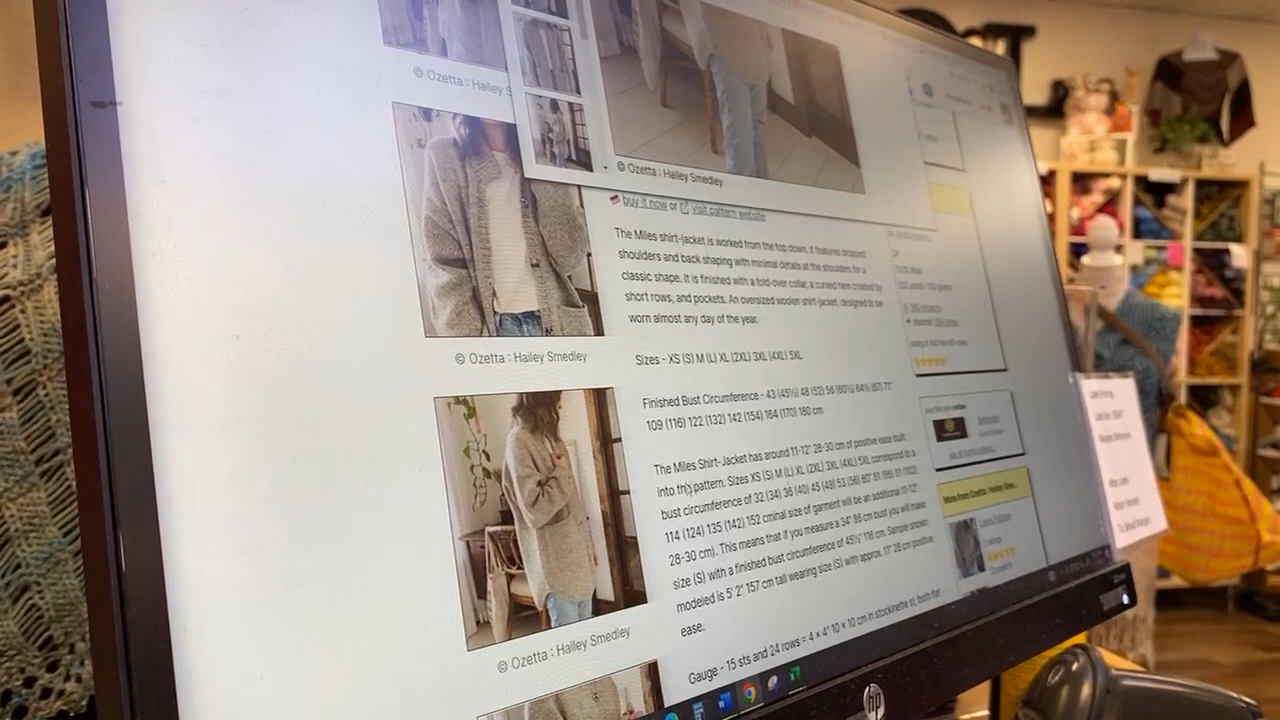 © Ozetta : Hailey S
© Ozetta : Hailey Smedley
buy it now or visit pattern website
The Miles shirt-jacket is worked from the top down. It features dropped
shoulders and back shaping with minimal details at the shoulders for a
classic shape. It is finished with a fold-over collar, a curved hem created by
short rows, and pockets. An oversized woolen shirt-jacket, designed to be
worn almost any day of the year.
© Ozetta : Hailey Smedley
Sizes - XS (S) M (L) XL (2XL) 3XL (4XL) 5XL
Finished Bust Circumference - 43 (45½) 48 (52) 56 (60½) 64½ (67) 71"
109 (116) 122 (132) 142 (154) 164 (170) 180 cm
The Miles Shirt-Jacket has around 11-12" 28-30 cm of positive ease built
into this pattern. Sizes XS (S) M (L) XL (2XL) 3XL (4XL) 5XL correspond to a
bust circumference of 32 (34) 36 (40) 45 (49) 53 (56) 60" 81 (86) 91 (102)
114 (124) 135 (142) 152 cminal size of garment will be an additional 11-12"
28-30 cm). This means that if you measure a 34" 86 cm bust you will make
size (S) with a finished bust circumference of 45½" 116 cm. Sample shown
modeled is 5' 2" 157 cm tall wearing size (S) with approx. 11" 28 cm positive
ease.
© Ozetta : Hailey Smedley
Gauge - 15 sts and 24 rows = 4 x 4" 10 x 10 cm in stockinette st, both flat
More from Ozetta : Hailey
hp